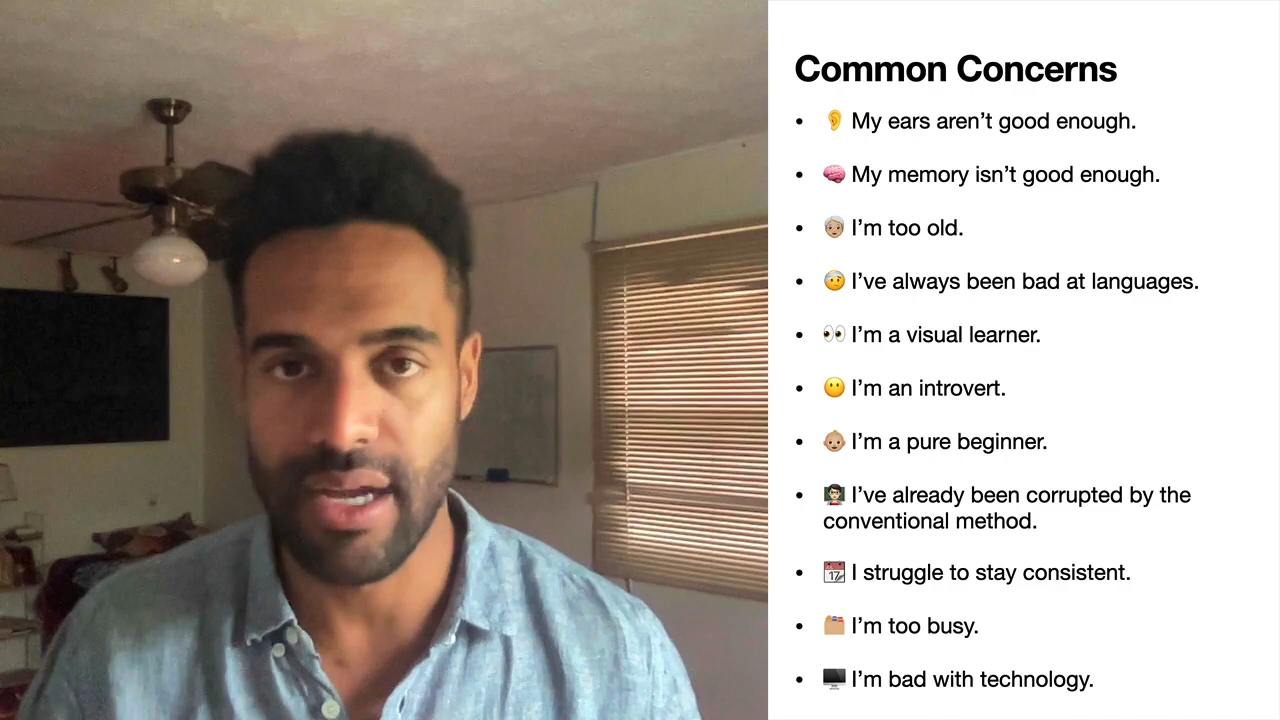 Common Concerns
• 👂 My ears aren’t good enough.
• 🧠 My memory isn’t good enough.
• 👵🏼 I’m too old.
• 🤕 I’ve always been bad at languages.
• 👀 I’m a visual learner.
• 😶 I’m an introvert.
• 👶🏼 I’m a pure beginner.
• 👨🏻‍🏫 I’ve already been corrupted by the
conventional method.
• 📆 I struggle to stay consistent.
• 🗂️ I’m too busy.
• 🖥️ I’m bad with technology.